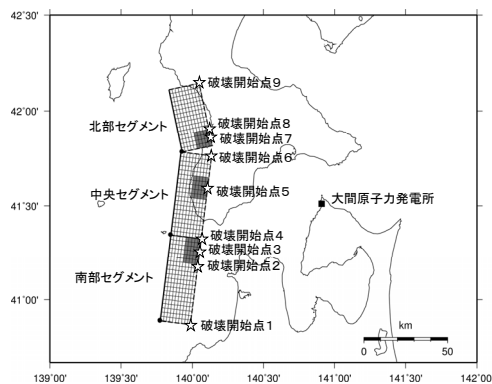 42°30'
42°00'
41°30'
41°00'
139°00'
139°30'
140°00'
140°30'
141°00'
141°30'
142°00'
破壊開始点9
破壊開始点8
北部セグメント
破壊開始点7
破壊開始点6
中央セグメント
破壊開始点5
大間原子力発電所
破壊開始点4
破壊開始点3
南部セグメント
破壊開始点2
破壊開始点1
km
0
50